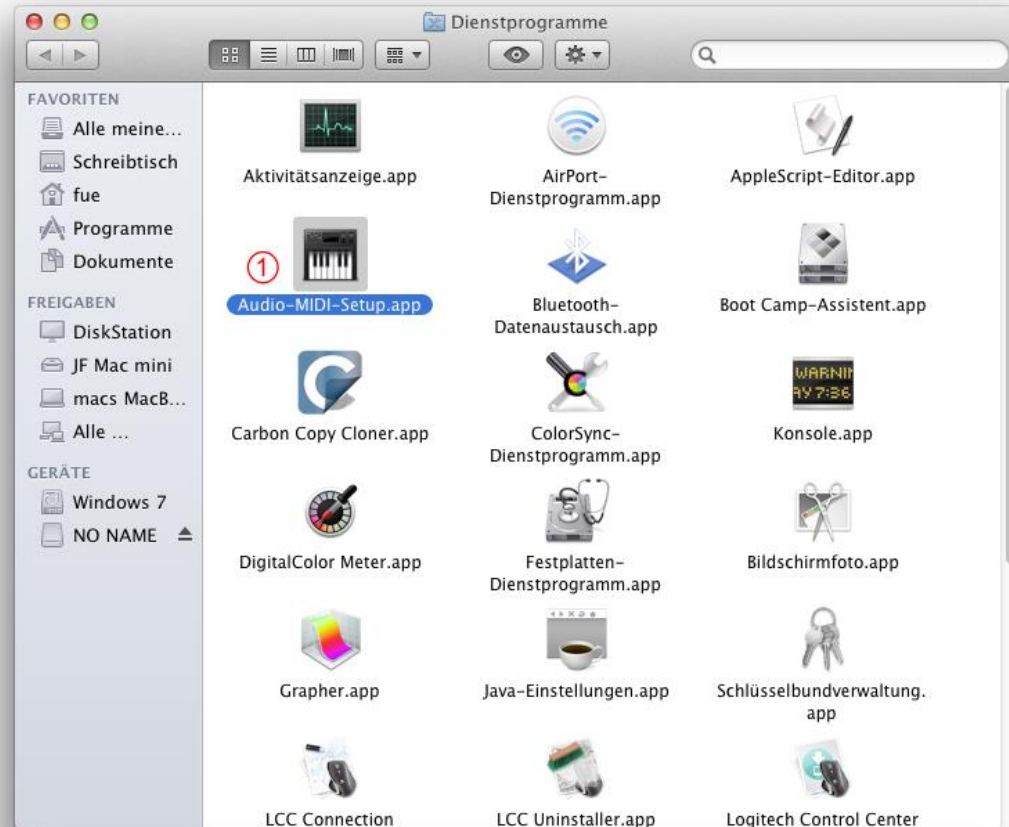 Dienstprogramme
FAVORITEN
Alle meine...
Schreibtisch
fue
Programme
Dokumente
FREIGABEN
DiskStation
JF Mac mini
macs MacB...
Alle ...
GERÄTE
Windows 7
NO NAME
Aktivitätsanzeige.app
AirPort-
Dienstprogramm.app
AppleScript-Editor.app
1
Audio-MIDI-Setup.app
Bluetooth-
Datenaustausch.app
Boot Camp-Assistent.app
Carbon Copy Cloner.app
ColorSync-
Dienstprogramm.app
WARNIN
AY 7:36
Konsole.app
DigitalColor Meter.app
Festplatten-
Dienstprogramm.app
Bildschirmfoto.app
Grapher.app
Java-Einstellungen.app
Schlüsselbundverwaltung.
app
LCC Connection
LCC Uninstaller.app
Logitech Control Center